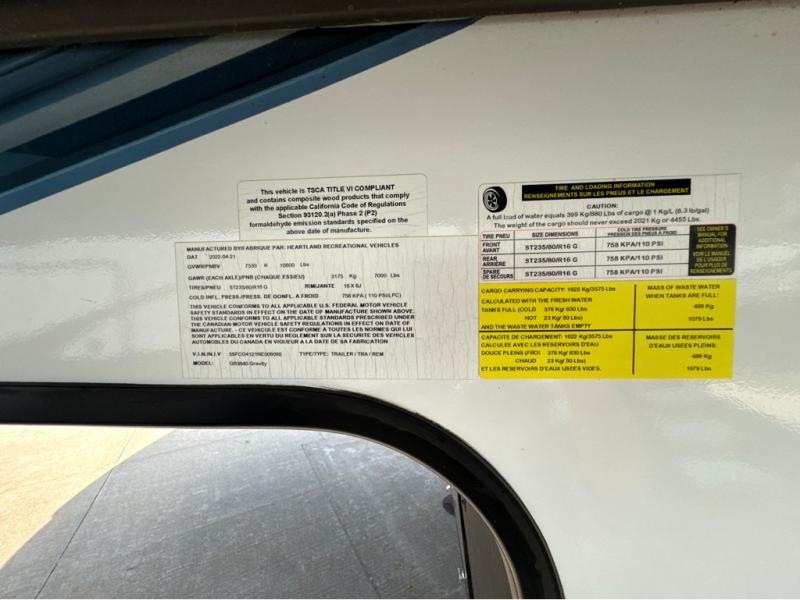 This vehicle is TSCA TITLE VI COMPLIANT
and contains composite wood products that comply
with the applicable California Code of Regulations
Section 93120.2(a) Phase 2 (P2)
formaldehyde emission standards specified on the
above date of manufacture.
MANUFACTURED BY/FABRIQUE PAR: HEARTLAND RECREATIONAL VEHICLES
DAT 2022-04-21
GVWR/PNBV 7530 K 16600 Lbs
GAWR (EACH AXLE)/PNB (CHAQUE ESSIEU) 3175 Kg 7000 Lbs
TIRES/PNEU ST235/80/R16 G RIM/JANTE 16 X 6J
COLD INFL. PRESS./PRESS. DE GONFL. A FROID 758 KPA ( 110 PSI/LPC)
THIS VEHICLE CONFORMS TO ALL APPLICABLE U.S. FEDERAL MOTOR VEHICLE
SAFETY STANDARDS IN EFFECT ON THE DATE OF MANUFACTURE SHOWN ABOVE.
THIS VEHICLE CONFORMS TO ALL APPLICABLE STANDARDS PRESCRIBED UNDER
THE CANADIAN MOTOR VEHICLE SAFETY REGULATIONS IN EFFECT ON DATE OF
MANUFACTURE. - CE VEHICULE EST CONFORME A TOUTES LES NORMES QUI LUI
SONT APPLICABLES EN VERTU DU REGLEMENT SUR LA SECURITE DES VEHICLES
AUTOMOBILES DU CANADA EN VIGUEUR A LA DATE DE SA FABRICATION
V.I.N./N.I.V TYPE/TYPE: TRAILER / TRA / REM
MODEL: GR3640 Gravity
TIRE AND LOADING INFORMATION
RENSEIGNEMENTS SUR LES PNEUS ET LE CHARGEMENT
CAUTION:
A full load of water equals 399 Kg/880 Lbs of cargo @ 1 Kg/L (8.3 lb/gal)
The weight of the cargo should never exceed 2021 Kg or 4455 Lbs.
TIRE PNEU SIZE DIMENSIONS COLD TIRE PRESSURE
PRESSION DES PNEUS A FROID
FRONT
AVANT ST235/80/R16 G 758 KPA/110 PSI
REAR
ARRIÈRE ST235/80/R16 G 758 KPA/110 PSI
SPARE
DE SECOURS ST235/80/R16 G 758 KPA/110 PSI
SEE OWNER'S
MANUAL FOR
ADDITIONAL
INFORMATION
VOIR LE MANUEL
DE L'USAGER
POUR PLUS DE
RENSEIGNEMENTS
CARGO CARRYING CAPACITY: 1622 Kg/3575 Lbs
CALCULATED WITH THE FRESH WATER
TANKS FULL (COLD 376 Kg/ 830 Lbs
HOT 23 Kg/ 50 Lbs)
AND THE WASTE WATER TANKS EMPTY
MASS OF WASTE WATER
WHEN TANKS ARE FULL:
489 Kg
1079 Lbs
CAPACITE DE CHARGEMENT: 1622 Kg/3575 Lbs
CALCULEE AVEC LES RESERVOIRS D'EAU
DOUCE PLEINS (FROI 376 Kg/ 830 Lbs
CHAUD 23 Kg/ 50 Lbs)
ET LES RESERVOIRS D'EAUX USEES VIDES.
MASSE DES RESERVOIRS
D'EAUX USEES PLEINS:
489 Kg
1079 Lbs